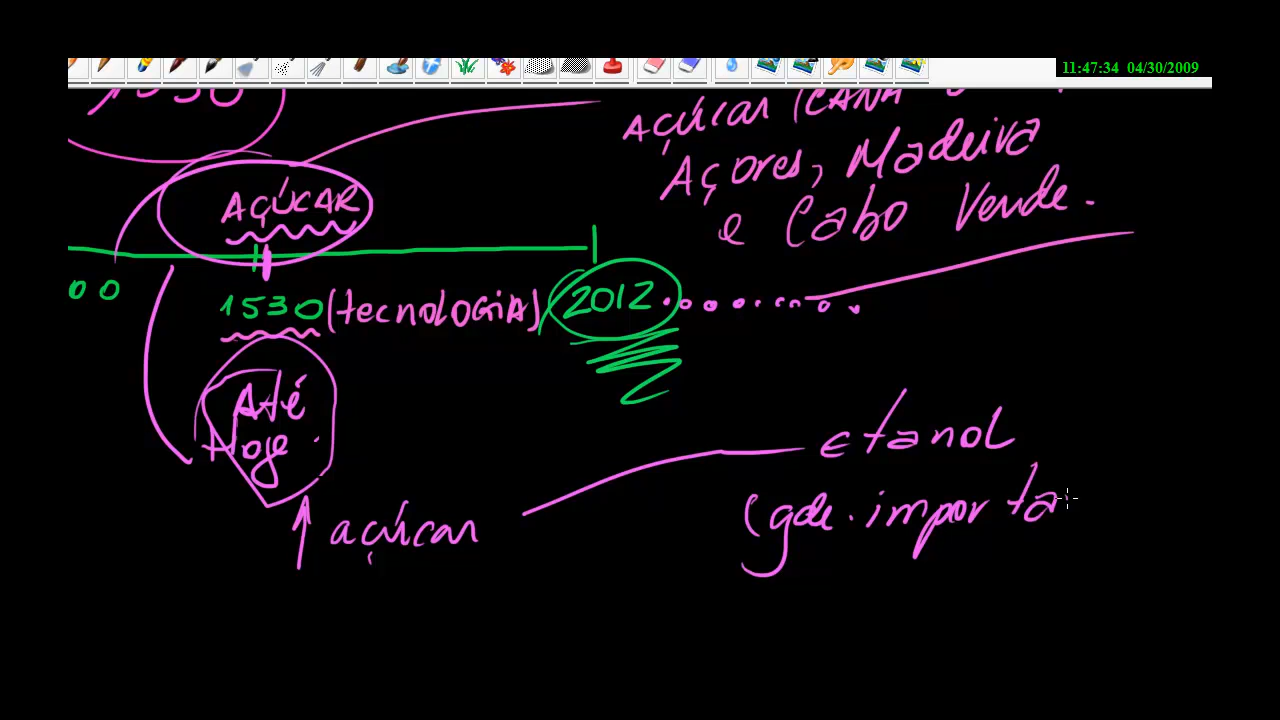 11:47:34 04/30/2009
1530
AÇÚCAR (CANA
Açores, Madeira
e Cabo Verde.
AÇÚCAR
00
1530 (tecnologia) 2012
Até
Hoje.
açúcar
Etanol
(gde. importa